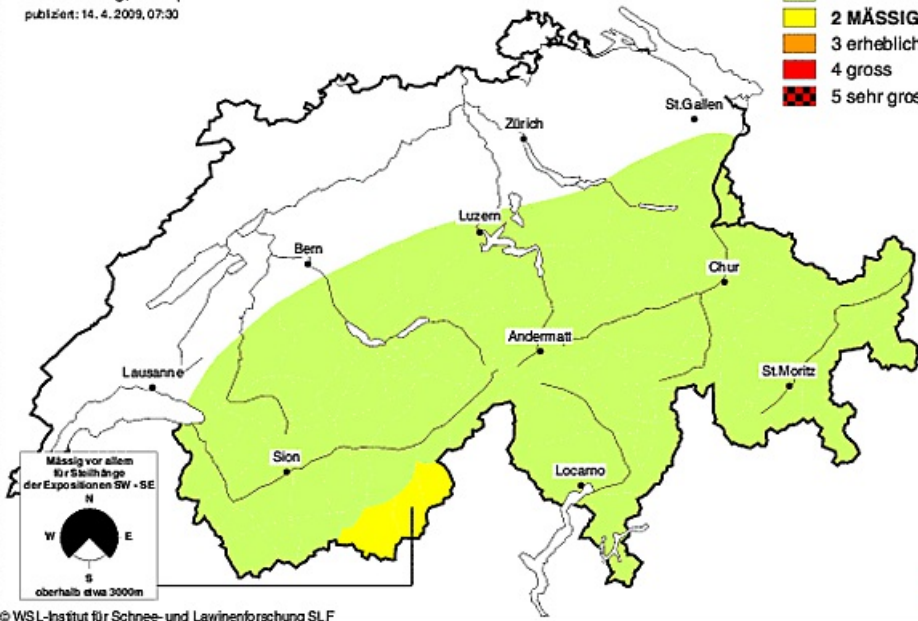 publiziert: 14. 4. 2009, 07:30
2 MÄSSIG
3 erheblich
4 gross
5 sehr gros
St.Gallen
Zürich
Luzern
Bern
Chur
Andermatt
Lausanne
St.Moritz
Sion
Locarno
Mässig vor allem
für Steilhänge
der Expositionen SW - SE
N
W E
S
oberhalb etwa 3000m
© WSL-Institut für Schnee- und Lawinenforschung SLF